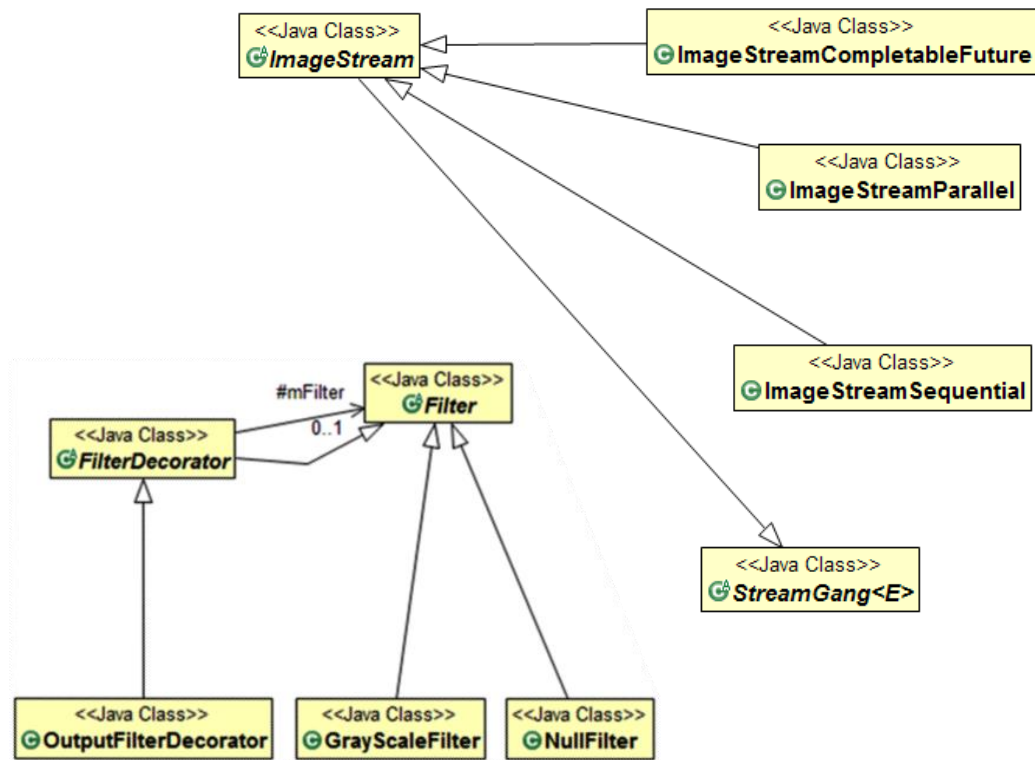 <<Java Class>>
ImageStream
<<Java Class>>
ImageStreamCompletableFuture
<<Java Class>>
ImageStreamParallel
<<Java Class>>
ImageStreamSequential
<<Java Class>>
Filter
#mFilter
0..1
<<Java Class>>
FilterDecorator
<<Java Class>>
StreamGang<E>
<<Java Class>>
OutputFilterDecorator
<<Java Class>>
GrayScaleFilter
<<Java Class>>
NullFilter